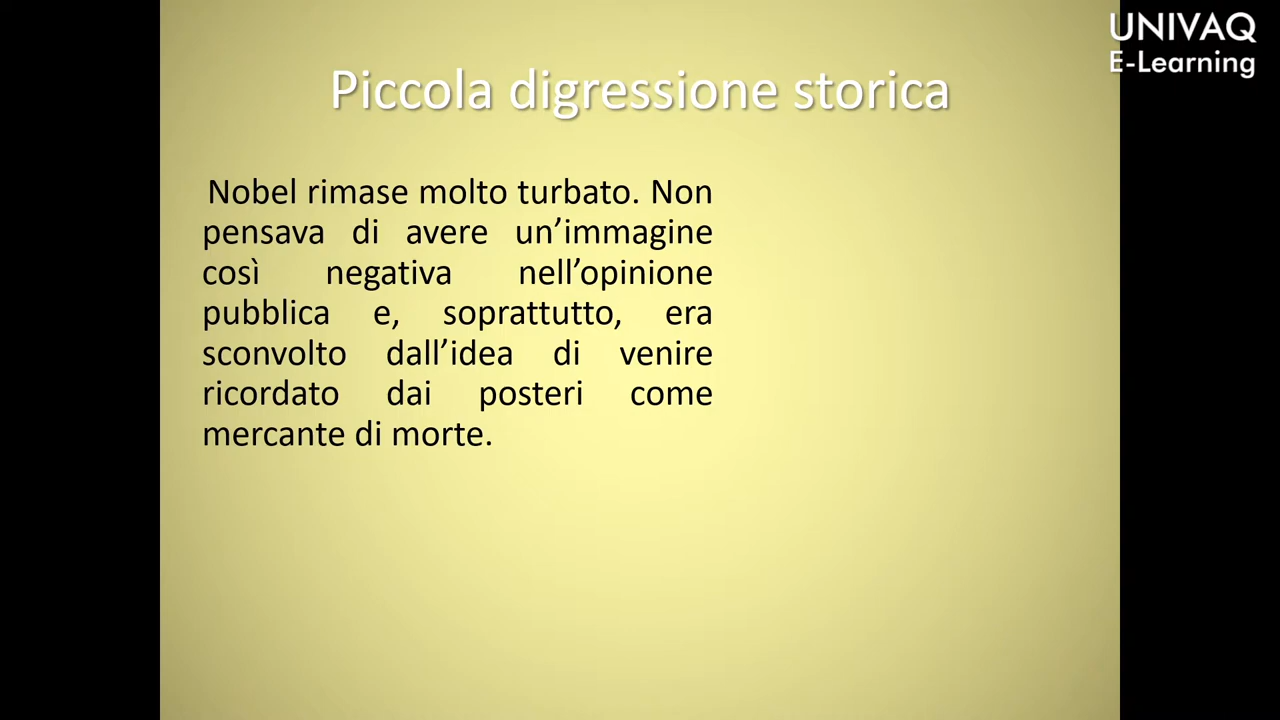 UNIVAQ
E-Learning
Piccola digressione storica
Nobel rimase molto turbato. Non
pensava di avere un’immagine
così negativa nell’opinione
pubblica e, soprattutto, era
sconvolto dall’idea di venire
ricordato dai posteri come
mercante di morte.